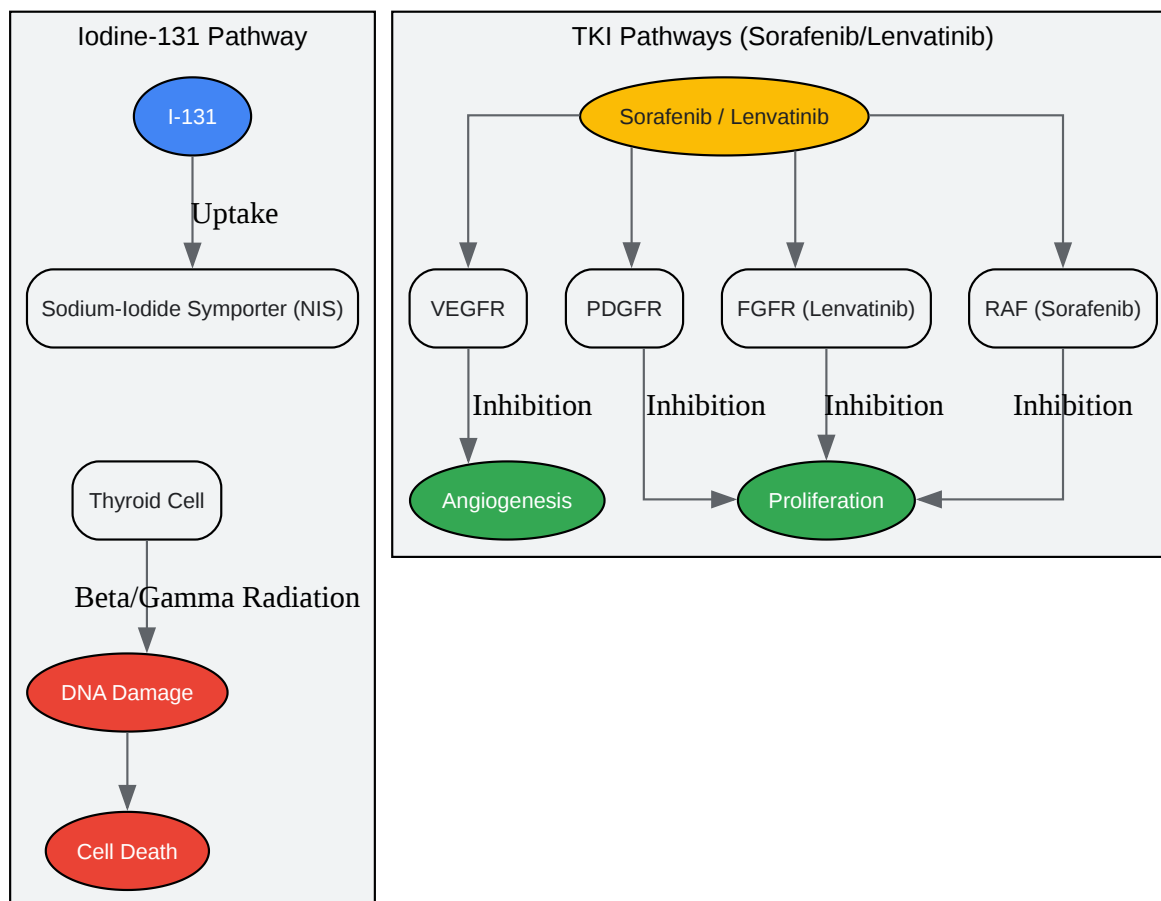 Iodine-131 Pathway
I-131
Uptake
Sodium-Iodide Symporter (NIS)
Thyroid Cell
Beta/Gamma Radiation
DNA Damage
Cell Death
TKI Pathways (Sorafenib/Lenvatinib)
Sorafenib / Lenvatinib
VEGFR
PDGFR
FGFR (Lenvatinib)
RAF (Sorafenib)
Inhibition
Inhibition
Inhibition
Inhibition
Angiogenesis
Proliferation